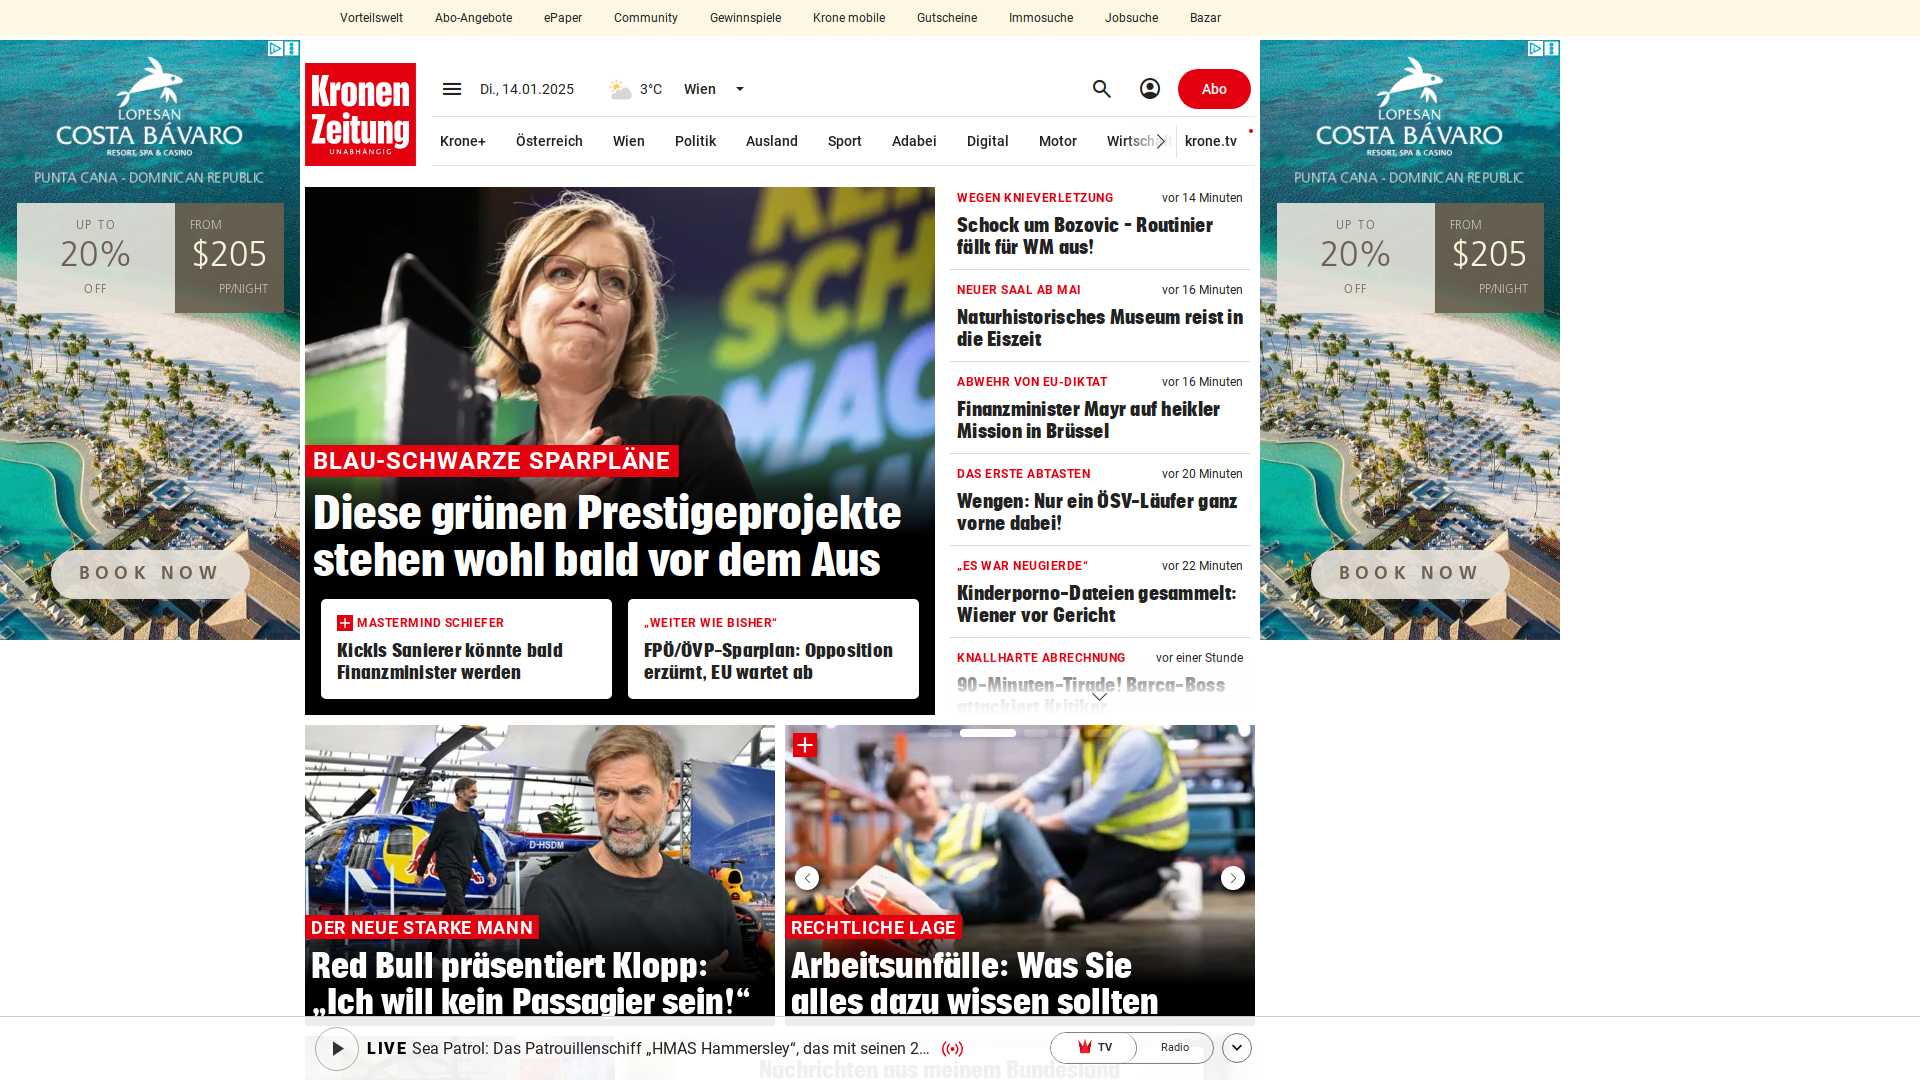 Vorteilswelt
Abo-Angebote
ePaper
Community
Gewinnspiele
Krone mobile
Gutscheine
Immosuche
Jobsuche
Bazar
LOPESAN
COSTA BÁVARO
RESORT, SPA & CASINO
PUNTA CANA - DOMINICAN REPUBLIC
UP TO
20%
OFF
FROM
$205
PP/NIGHT
BOOK NOW
Kronen
Zeitung
UNABHÄNGIG
Di., 14.01.2025
3°C
Wien
Abo
Krone+
Österreich
Wien
Politik
Ausland
Sport
Adabei
Digital
Motor
Wirtschaft
krone.tv
KLI
SCHÜ
MAC
BLAU-SCHWARZE SPARPLÄNE
Diese grünen Prestigeprojekte
stehen wohl bald vor dem Aus
MASTERMIND SCHIEFER
Kickls Sanierer könnte bald
Finanzminister werden
„WEITER WIE BISHER“
FPÖ/ÖVP-Sparplan: Opposition
erzürnt, EU wartet ab
WEGEN KNIEVERLETZUNG
vor 14 Minuten
Schock um Bozovic – Routinier
fällt für WM aus!
NEUER SAAL AB MAI
vor 16 Minuten
Naturhistorisches Museum reist in
die Eiszeit
ABWEHR VON EU-DIKTAT
vor 16 Minuten
Finanzminister Mayr auf heikler
Mission in Brüssel
DAS ERSTE ABTASTEN
vor 20 Minuten
Wengen: Nur ein ÖSV-Läufer ganz
vorne dabei!
„ES WAR NEUGIERDE“
vor 22 Minuten
Kinderporno-Dateien gesammelt:
Wiener vor Gericht
KNALLHARTE ABRECHNUNG
vor einer Stunde
90-Minuten-Tirade! Barca-Boss
attackiert Kritiker
LOPESAN
COSTA BÁVARO
RESORT, SPA & CASINO
PUNTA CANA - DOMINICAN REPUBLIC
UP TO
20%
OFF
FROM
$205
PP/NIGHT
BOOK NOW
D-HSDM
DER NEUE STARKE MANN
Red Bull präsentiert Klopp:
„Ich will kein Passagier sein!“
RECHTLICHE LAGE
Arbeitsunfälle: Was Sie
alles dazu wissen sollten
LIVE Sea Patrol: Das Patrouillenschiff „HMAS Hammersley“, das mit seinen 2...
TV
Radio
Nachrichten aus meinem Bundesland